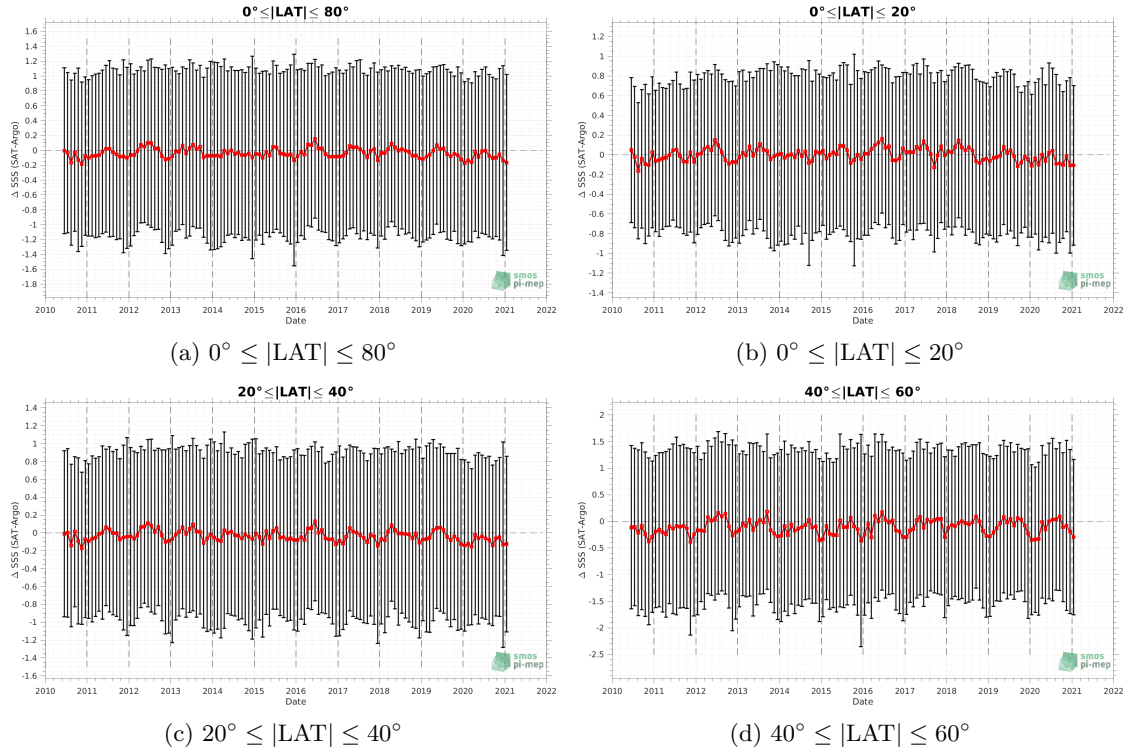 0°≤|LAT|≤ 80°
1.6
1.4
1.2
1
0.8
0.6
0.4
0.2
0
-0.2
-0.4
-0.6
-0.8
-1
-1.2
-1.4
-1.6
-1.8
Δ SSS (SAT-Argo)
2010 2011 2012 2013 2014 2015 2016 2017 2018 2019 2020 2021 2022
Date
smos
pi-mep
(a) 0° ≤ |LAT| ≤ 80°
0°≤|LAT|≤ 20°
1.2
1
0.8
0.6
0.4
0.2
0
-0.2
-0.4
-0.6
-0.8
-1
-1.2
-1.4
Δ SSS (SAT-Argo)
2010 2011 2012 2013 2014 2015 2016 2017 2018 2019 2020 2021 2022
Date
smos
pi-mep
(b) 0° ≤ |LAT| ≤ 20°
20°≤|LAT|≤ 40°
1.4
1.2
1
0.8
0.6
0.4
0.2
0
-0.2
-0.4
-0.6
-0.8
-1
-1.2
-1.4
-1.6
Δ SSS (SAT-Argo)
2010 2011 2012 2013 2014 2015 2016 2017 2018 2019 2020 2021 2022
Date
smos
pi-mep
(c) 20° ≤ |LAT| ≤ 40°
40°≤|LAT|≤ 60°
2
1.5
1
0.5
0
-0.5
-1
-1.5
-2
-2.5
Δ SSS (SAT-Argo)
2010 2011 2012 2013 2014 2015 2016 2017 2018 2019 2020 2021 2022
Date
smos
pi-mep
(d) 40° ≤ |LAT| ≤ 60°